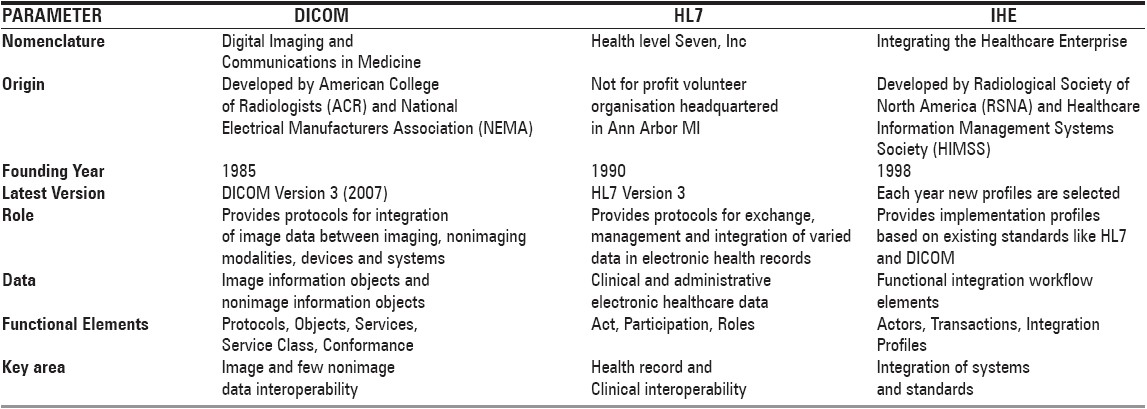 PARAMETER DICOM HL7 IHE
Nomenclature Digital Imaging and Health level Seven, Inc Integrating the Healthcare Enterprise
Communications in Medicine
Origin Developed by American College Not for profit volunteer Developed by Radiological Society of
of Radiologists (ACR) and National organisation headquartered North America (RSNA) and Healthcare
Electrical Manufacturers Association (NEMA) in Ann Arbor MI Information Management Systems
Society (HIMSS)
Founding Year 1985 1990 1998
Latest Version DICOM Version 3 (2007) HL7 Version 3 Each year new profiles are selected
Role Provides protocols for integration Provides protocols for exchange, Provides implementation profiles
of image data between imaging, nonimaging management and integration of varied based on existing standards like HL7
modalities, devices and systems data in electronic health records and DICOM
Data Image information objects and Clinical and administrative Functional integration workflow
nonimage information objects electronic healthcare data elements
Functional Elements Protocols, Objects, Services, Act, Participation, Roles Actors, Transactions, Integration
Service Class, Conformance Profiles
Key area Image and few nonimage Health record and Integration of systems
data interoperability Clinical interoperability and standards